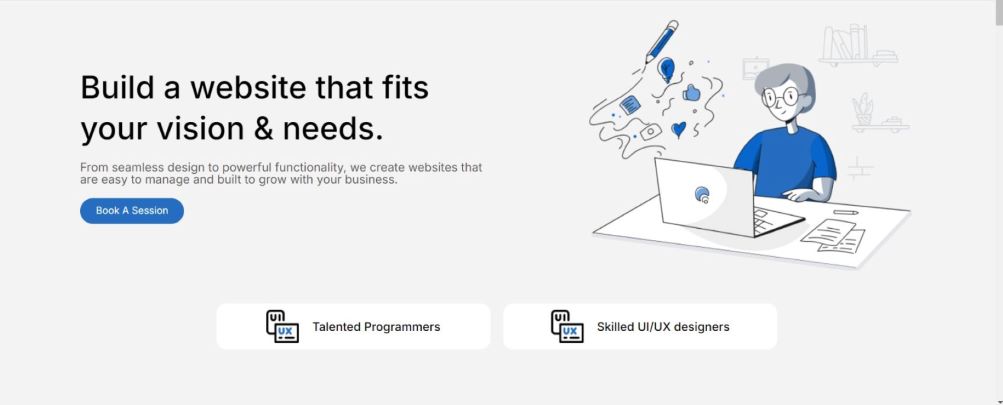 Build a website that fits
your vision & needs.
From seamless design to powerful functionality, we create websites that
are easy to manage and built to grow with your business.
Book A Session
UI
UX
Talented Programmers
UI
UX
Skilled UI/UX designers